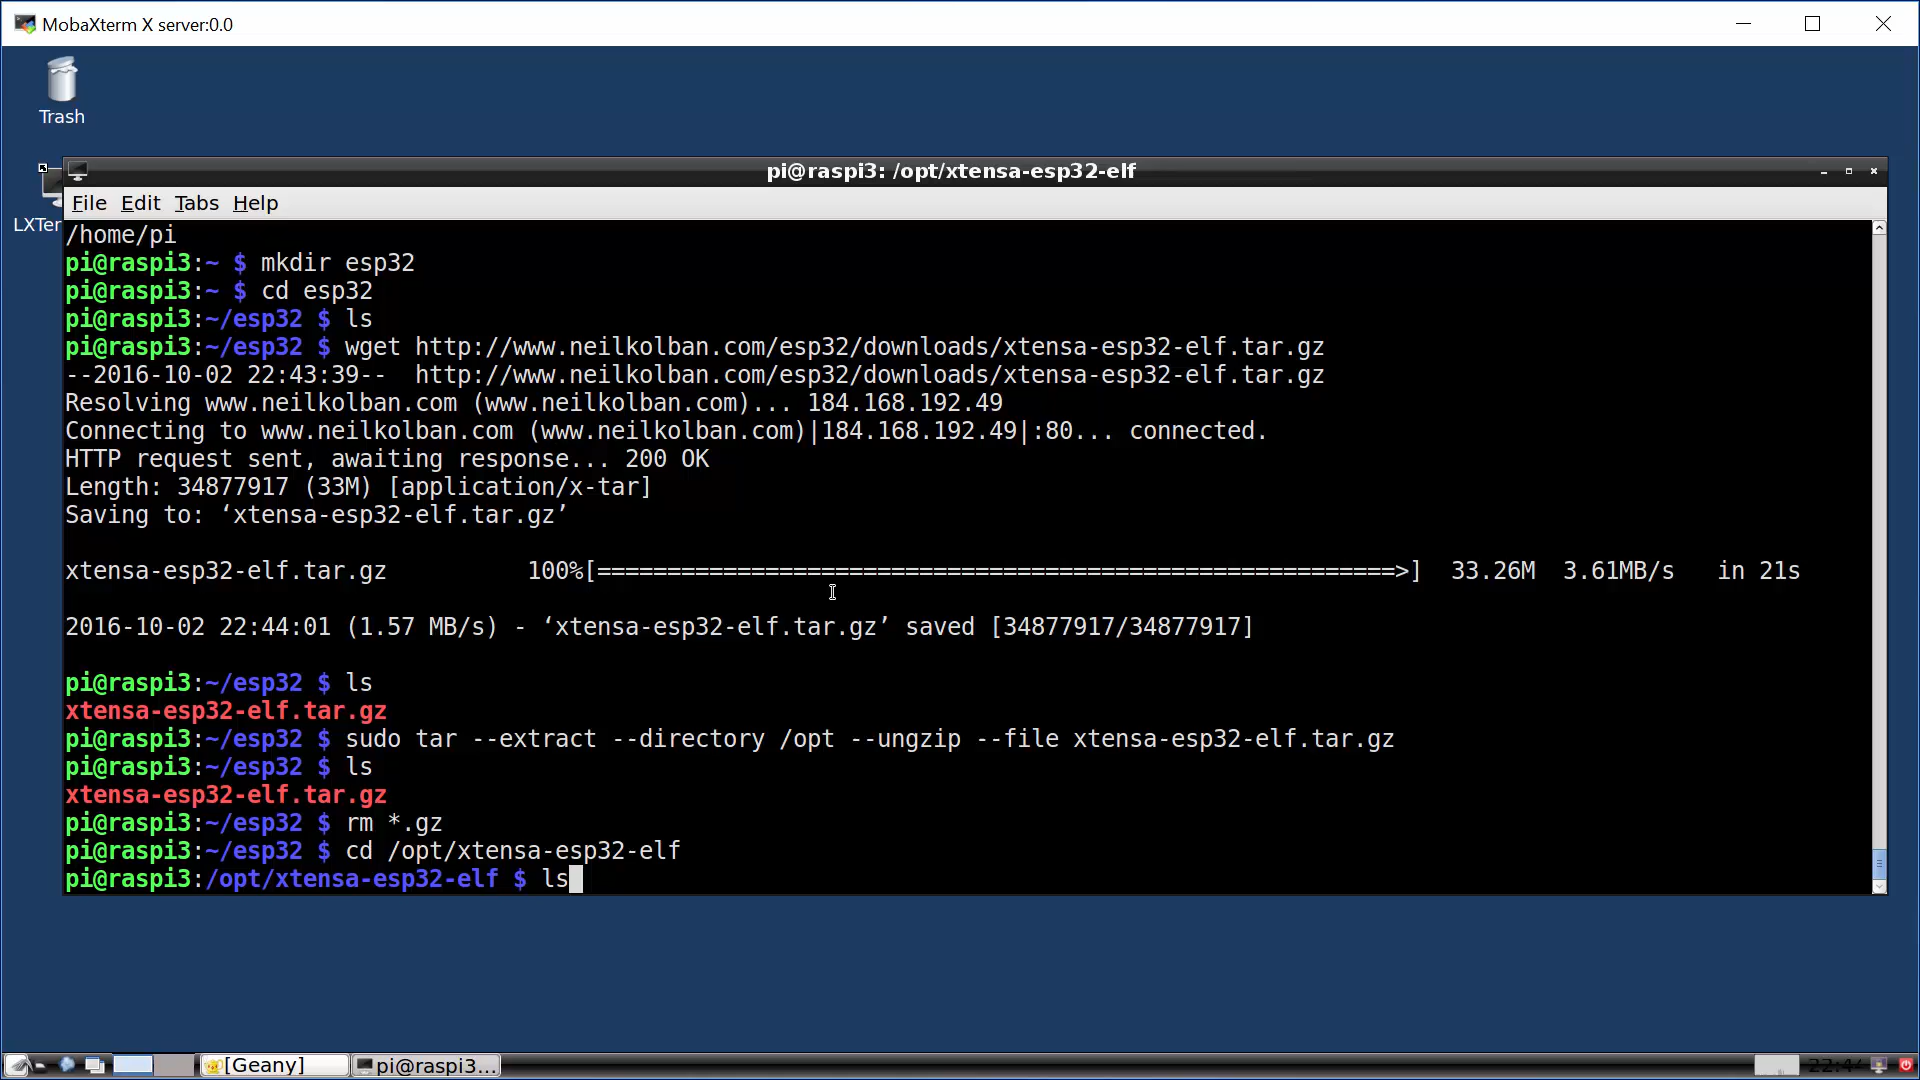 MobaXterm X server:0.0
Trash
LXTer
pi@raspi3: /opt/xtensa-esp32-elf
File Edit Tabs Help
/home/pi
pi@raspi3:~ $ mkdir esp32
pi@raspi3:~ $ cd esp32
pi@raspi3:~/esp32 $ ls
pi@raspi3:~/esp32 $ wget http://www.neilkolban.com/esp32/downloads/xtensa-esp32-elf.tar.gz
--2016-10-02 22:43:39--  http://www.neilkolban.com/esp32/downloads/xtensa-esp32-elf.tar.gz
Resolving www.neilkolban.com (www.neilkolban.com)... 184.168.192.49
Connecting to www.neilkolban.com (www.neilkolban.com)|184.168.192.49|:80... connected.
HTTP request sent, awaiting response... 200 OK
Length: 34877917 (33M) [application/x-tar]
Saving to: ‘xtensa-esp32-elf.tar.gz’
xtensa-esp32-elf.tar.gz 100%[=========================================================>] 33.26M 3.61MB/s in 21s
2016-10-02 22:44:01 (1.57 MB/s) - ‘xtensa-esp32-elf.tar.gz’ saved [34877917/34877917]
pi@raspi3:~/esp32 $ ls
xtensa-esp32-elf.tar.gz
pi@raspi3:~/esp32 $ sudo tar --extract --directory /opt --ungzip --file xtensa-esp32-elf.tar.gz
pi@raspi3:~/esp32 $ ls
xtensa-esp32-elf.tar.gz
pi@raspi3:~/esp32 $ rm *.gz
pi@raspi3:~/esp32 $ cd /opt/xtensa-esp32-elf
pi@raspi3:/opt/xtensa-esp32-elf $ ls
[Geany] pi@raspi3...